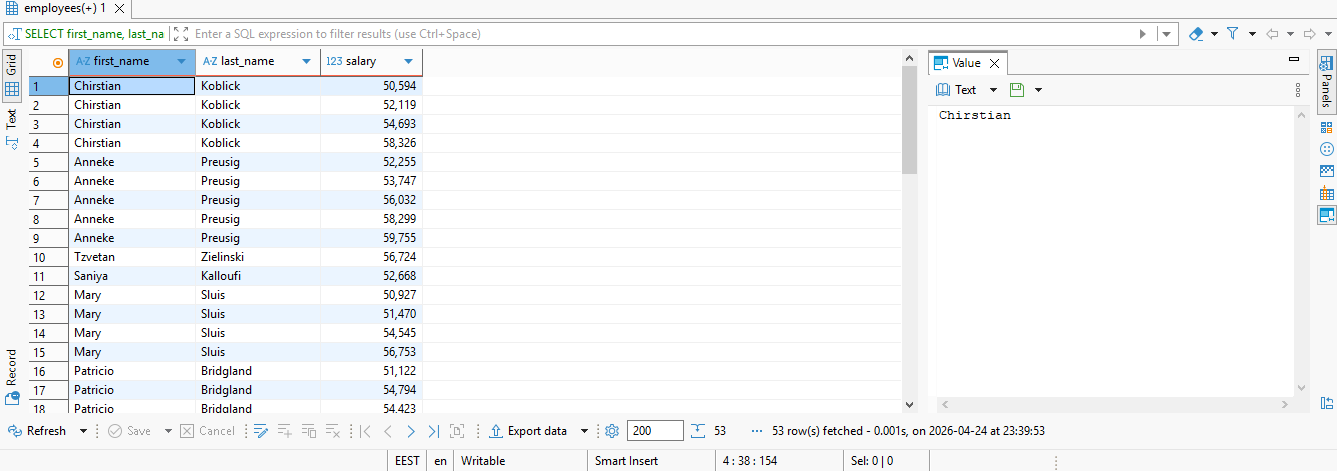 employees(+) 1
SELECT first_name, last_na Enter a SQL expression to filter results (use Ctrl+Space)
Grid
Text
Record
A-Z first_name A-Z last_name 123 salary
1 Chirstian Koblick 50,594
2 Chirstian Koblick 52,119
3 Chirstian Koblick 54,693
4 Chirstian Koblick 58,326
5 Anneke Preusig 52,255
6 Anneke Preusig 53,747
7 Anneke Preusig 56,032
8 Anneke Preusig 58,299
9 Anneke Preusig 59,755
10 Tzvetan Zielinski 56,724
11 Saniya Kalloufi 52,668
12 Mary Sluis 50,927
13 Mary Sluis 51,470
14 Mary Sluis 54,545
15 Mary Sluis 56,753
16 Patricio Bridgland 51,122
17 Patricio Bridgland 54,794
18 Patricio Bridgland 54,423
Value
Text
Chirstian
Panels
Refresh Save Cancel Export data 200 53 53 row(s) fetched - 0.001s, on 2026-04-24 at 23:39:53
EEST en Writable Smart Insert 4 : 38 : 154 Sel: 0 | 0